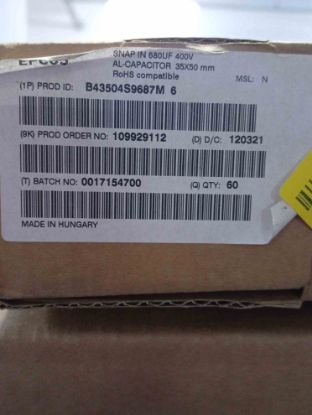 EPCOS
SNAP IN 680UF 400V
AL-CAPACITOR 35X50 mm
RoHS compatible
MSL: N
(1P) PROD ID: B43504S9687M 6
(9K) PROD ORDER NO: 109929112 (D) D/C: 120321
(T) BATCH NO: 0017154700 (Q) QTY: 60
MADE IN HUNGARY